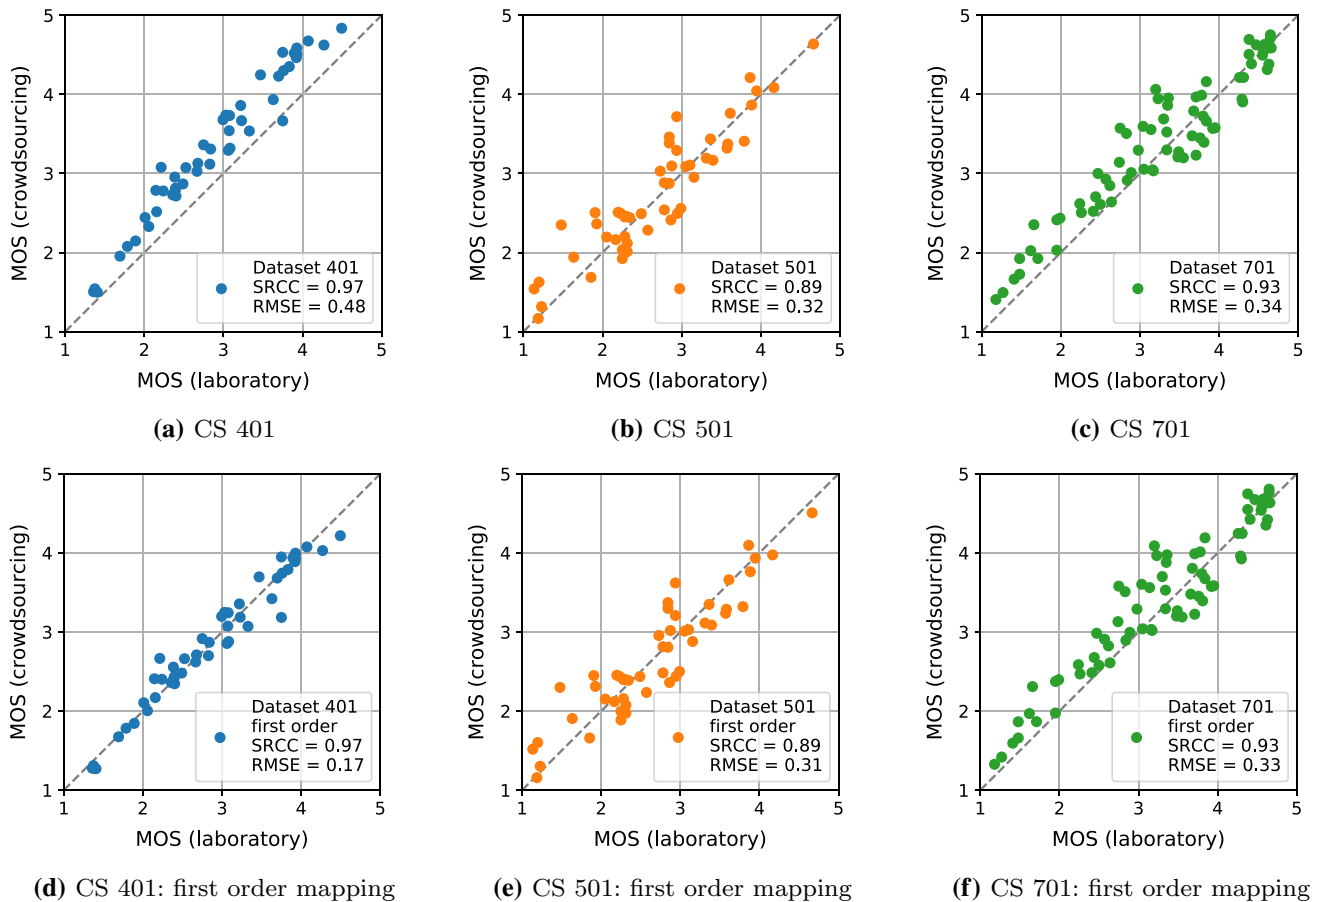 5
4
3
2
1
1
2
3
4
5
MOS (crowdsourcing)
MOS (laboratory)
Dataset 401
SRCC = 0.97
RMSE = 0.48
(a) CS 401
5
4
3
2
1
1
2
3
4
5
MOS (crowdsourcing)
MOS (laboratory)
Dataset 501
SRCC = 0.89
RMSE = 0.32
(b) CS 501
5
4
3
2
1
1
2
3
4
5
MOS (crowdsourcing)
MOS (laboratory)
Dataset 701
SRCC = 0.93
RMSE = 0.34
(c) CS 701
5
4
3
2
1
1
2
3
4
5
MOS (crowdsourcing)
MOS (laboratory)
Dataset 401
first order
SRCC = 0.97
RMSE = 0.17
(d) CS 401: first order mapping
5
4
3
2
1
1
2
3
4
5
MOS (crowdsourcing)
MOS (laboratory)
Dataset 501
first order
SRCC = 0.89
RMSE = 0.31
(e) CS 501: first order mapping
5
4
3
2
1
1
2
3
4
5
MOS (crowdsourcing)
MOS (laboratory)
Dataset 701
first order
SRCC = 0.93
RMSE = 0.33
(f) CS 701: first order mapping